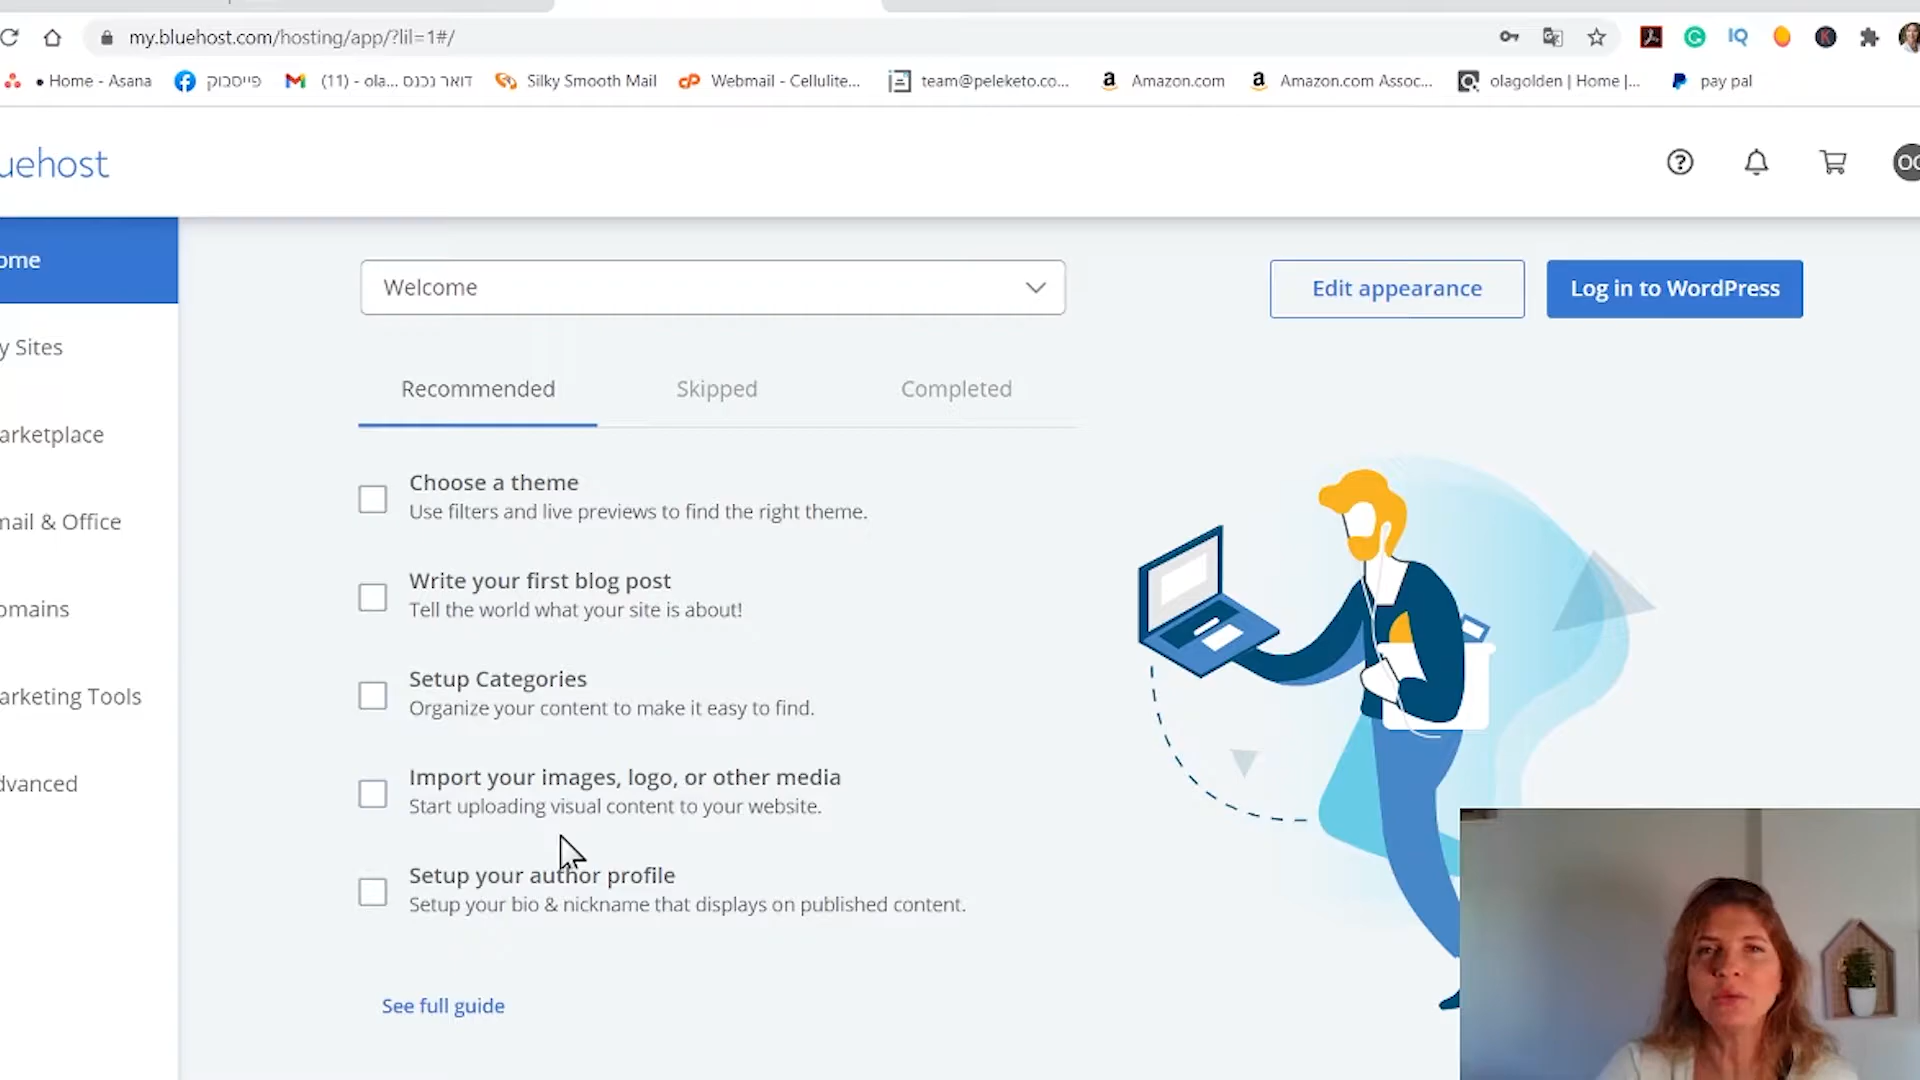 my.bluehost.com/hosting/app/?lil=1#/
IQ
K
• Home - Asana
פייסבוק
דואר נכנס (11) - ola...
Silky Smooth Mail
cP
Webmail - Cellulite...
team@peleketo.co...
a
Amazon.com
a
Amazon.com Assoc...
olagolden | Home |...
pay pal
uehost
OG
ome
Welcome
Edit appearance
Log in to WordPress
y Sites
Recommended
Skipped
Completed
arketplace
Choose a theme
Use filters and live previews to find the right theme.
mail & Office
Write your first blog post
Tell the world what your site is about!
omains
Setup Categories
Organize your content to make it easy to find.
arketing Tools
Import your images, logo, or other media
Start uploading visual content to your website.
dvanced
Setup your author profile
Setup your bio & nickname that displays on published content.
See full guide